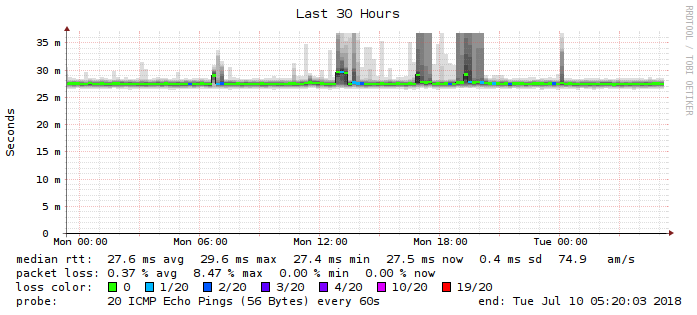 Last 30 Hours
RRDTOOL / TOBI OETIKER
Seconds
35 m
30 m
25 m
20 m
15 m
10 m
5 m
0
Mon 00:00 Mon 06:00 Mon 12:00 Mon 18:00 Tue 00:00
median rtt: 27.6 ms avg 29.6 ms max 27.4 ms min 27.5 ms now 0.4 ms sd 74.9 am/s
packet loss: 0.37 % avg 8.47 % max 0.00 % min 0.00 % now
loss color: 0 1/20 2/20 3/20 4/20 10/20 19/20
probe: 20 ICMP Echo Pings (56 Bytes) every 60s end: Tue Jul 10 05:20:03 2018